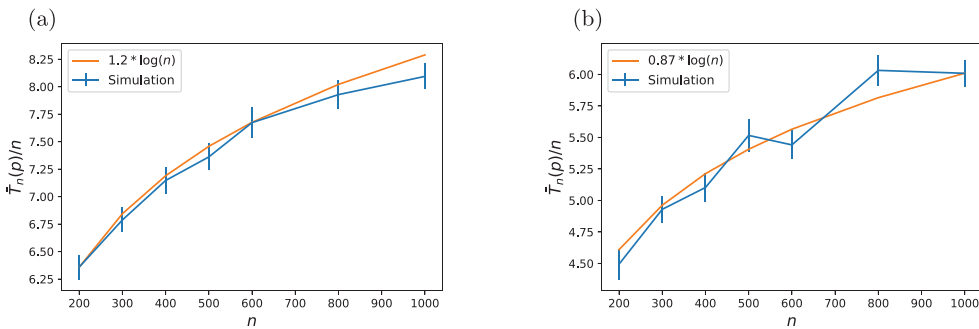 (a)
T̄ₙ(p)/n
8.25
8.00
7.75
7.50
7.25
7.00
6.75
6.50
6.25
1.2 * log(n)
Simulation
200 300 400 500 600 700 800 900 1000
n
(b)
T̄ₙ(p)/n
6.00
5.75
5.50
5.25
5.00
4.75
4.50
0.87 * log(n)
Simulation
200 300 400 500 600 700 800 900 1000
n